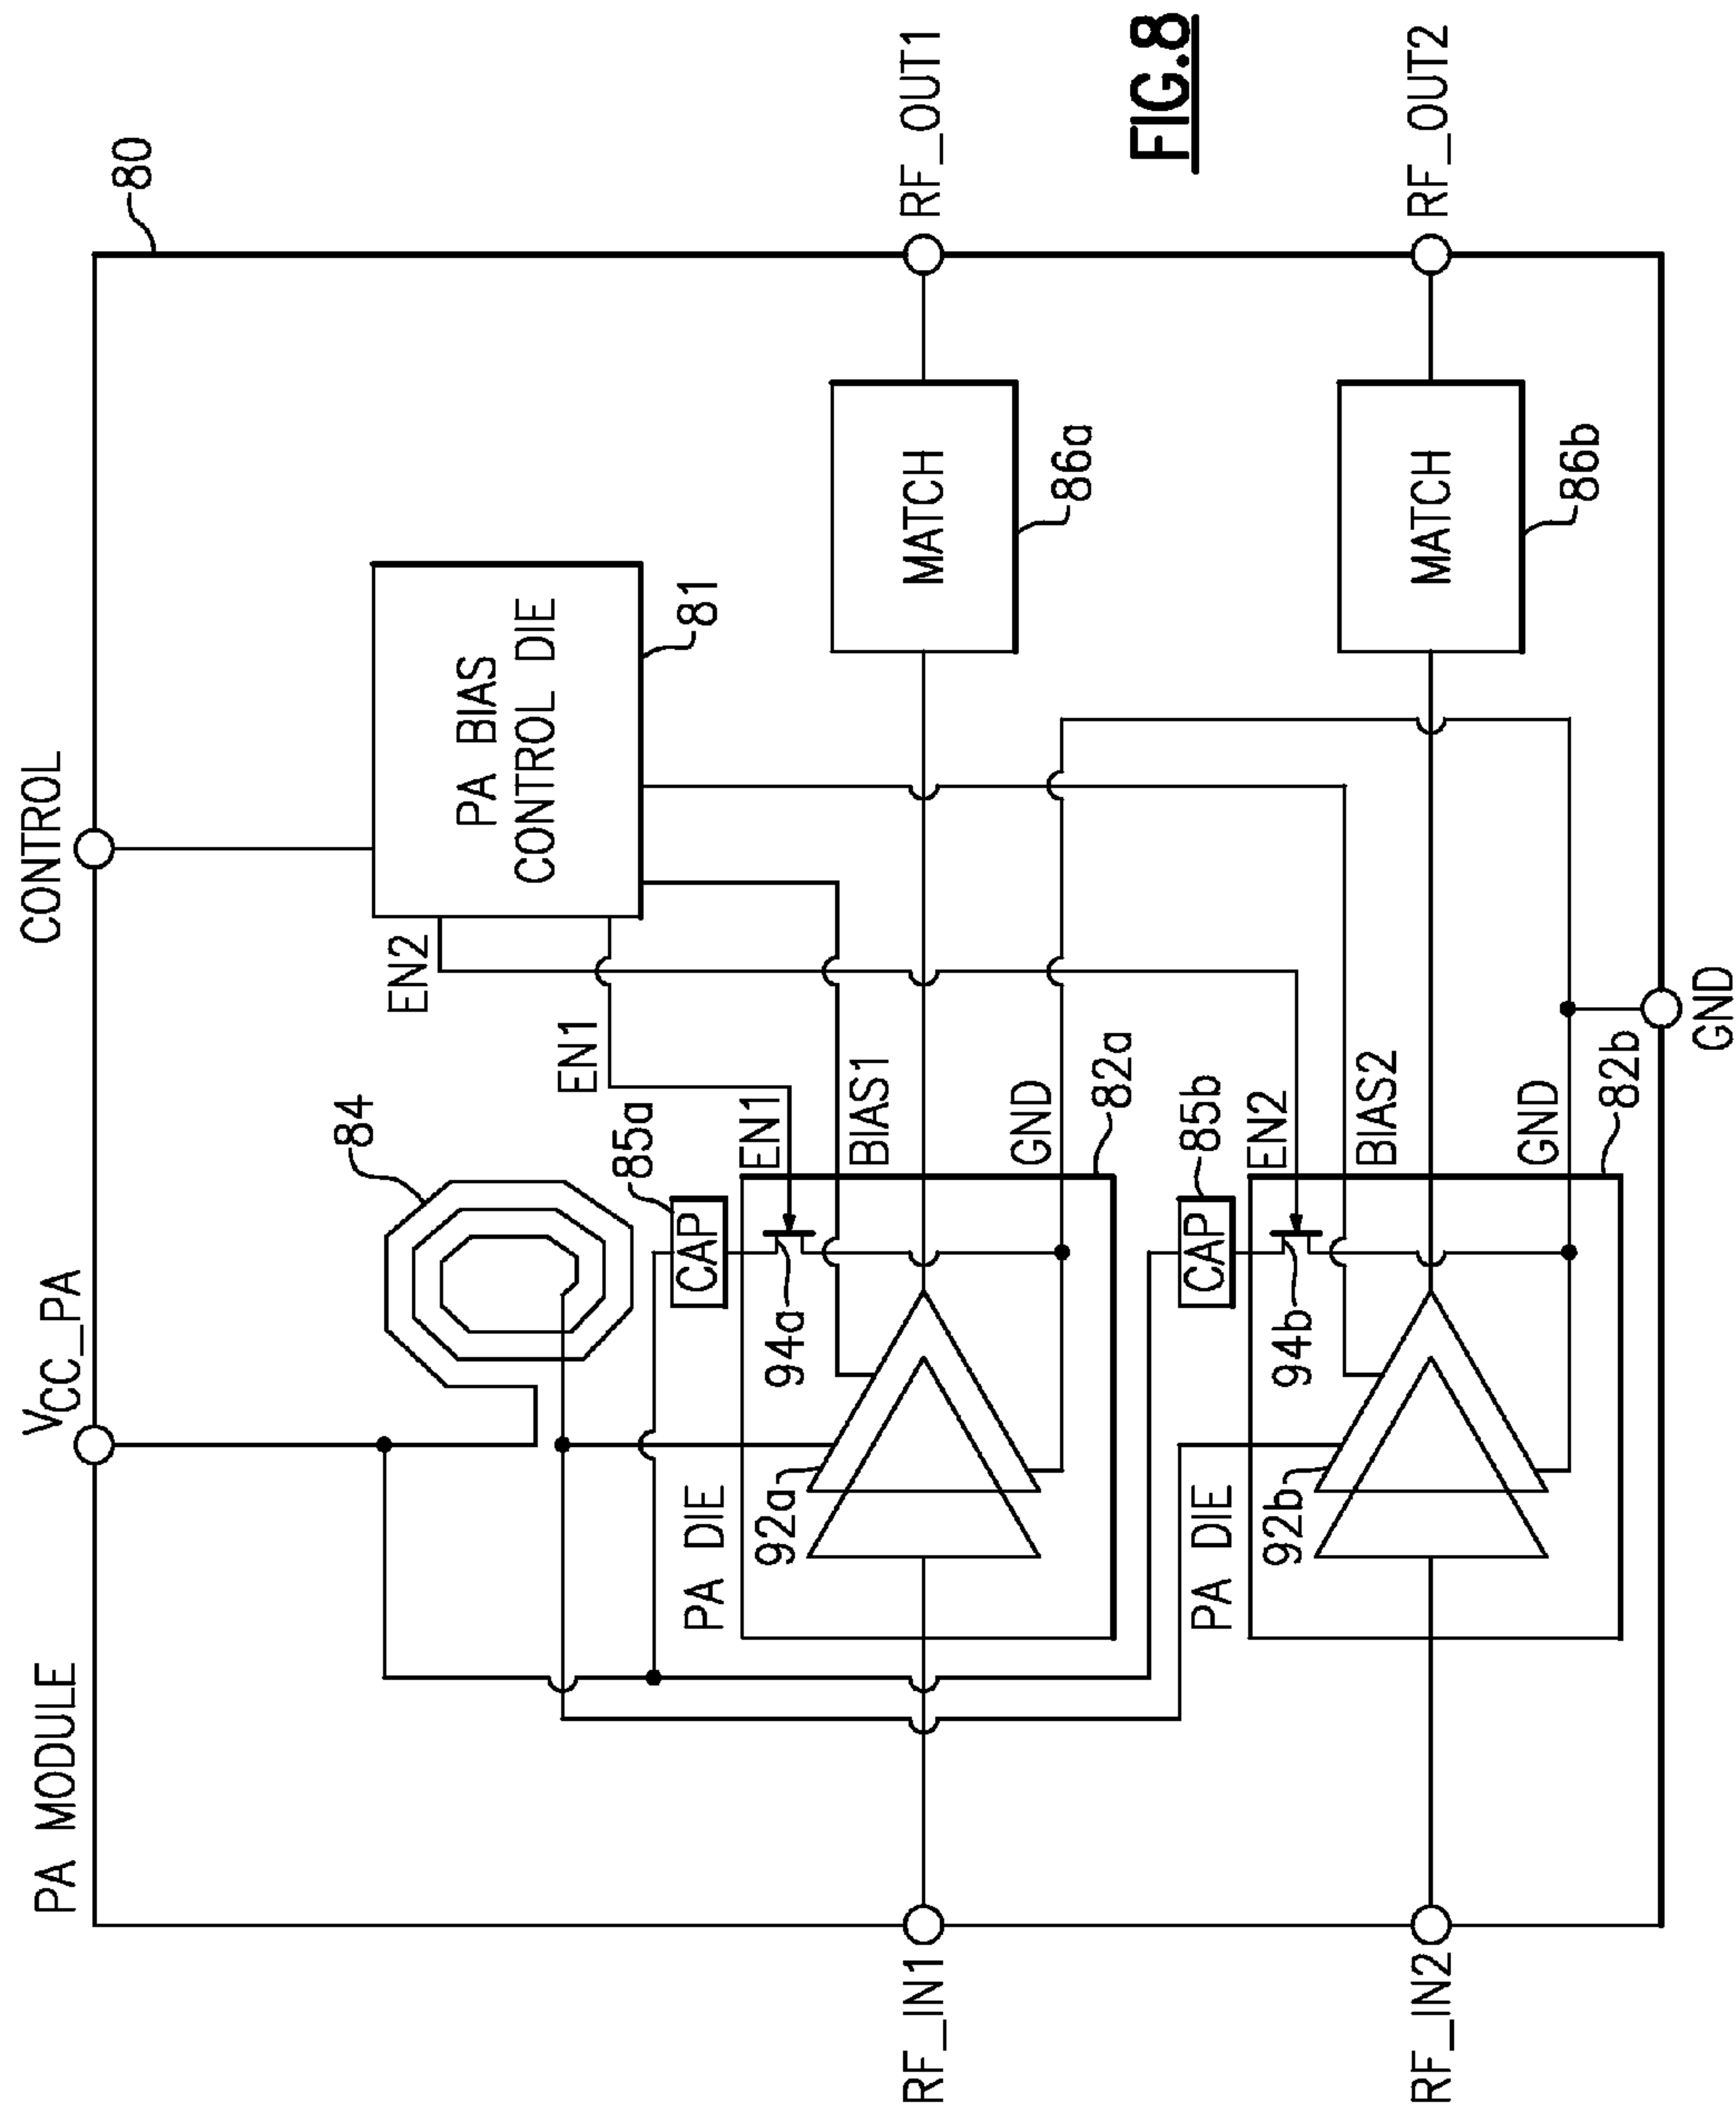 PA MODULE
VCC_PA
CONTROL
80
84
EN2
PA BIAS
CONTROL DIE
EN1
81
85a
CAP
PA DIE
EN1
94a
92a
BIAS1
RF_IN1
MATCH
RF_OUT1
GND
86a
82a
85b
CAP
FIG.8
PA DIE
EN2
94b
92b
BIAS2
RF_IN2
MATCH
RF_OUT2
GND
86b
82b
GND